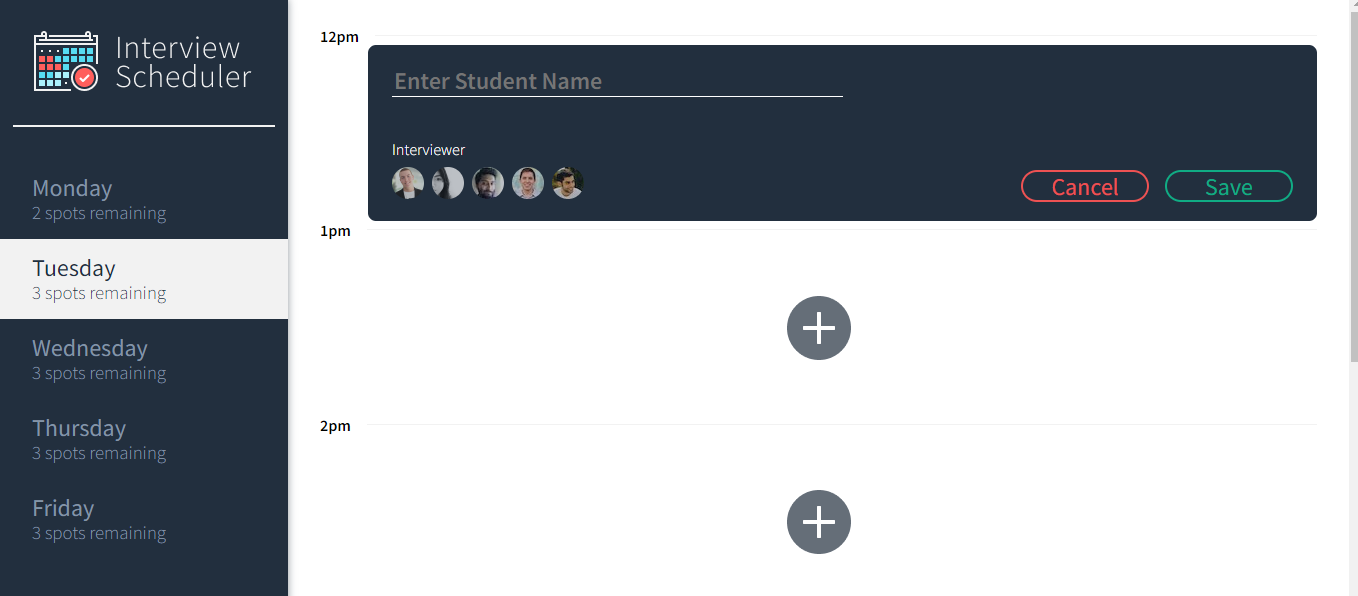 Interview
Scheduler
Monday
2 spots remaining
Tuesday
3 spots remaining
Wednesday
3 spots remaining
Thursday
3 spots remaining
Friday
3 spots remaining
12pm
Enter Student Name
Interviewer
Cancel
Save
1pm
2pm